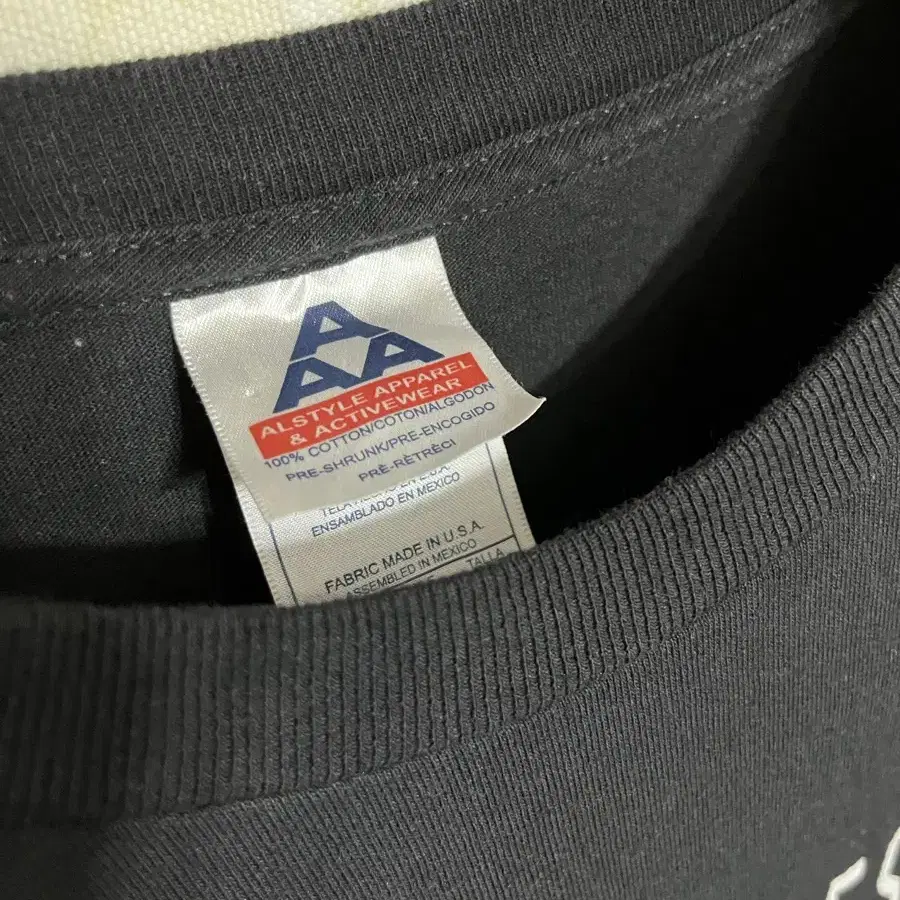 A
AA
ALSTYLE APPAREL
& ACTIVEWEAR
100% COTTON/COTON/ALGODON
PRE-SHRUNK/PRE-ENCOGIDO
PRÉ-RÉTRÉCI
ENSAMBLADO EN MEXICO
FABRIC MADE IN U.S.A.
ASSEMBLED IN MEXICO
TALLA